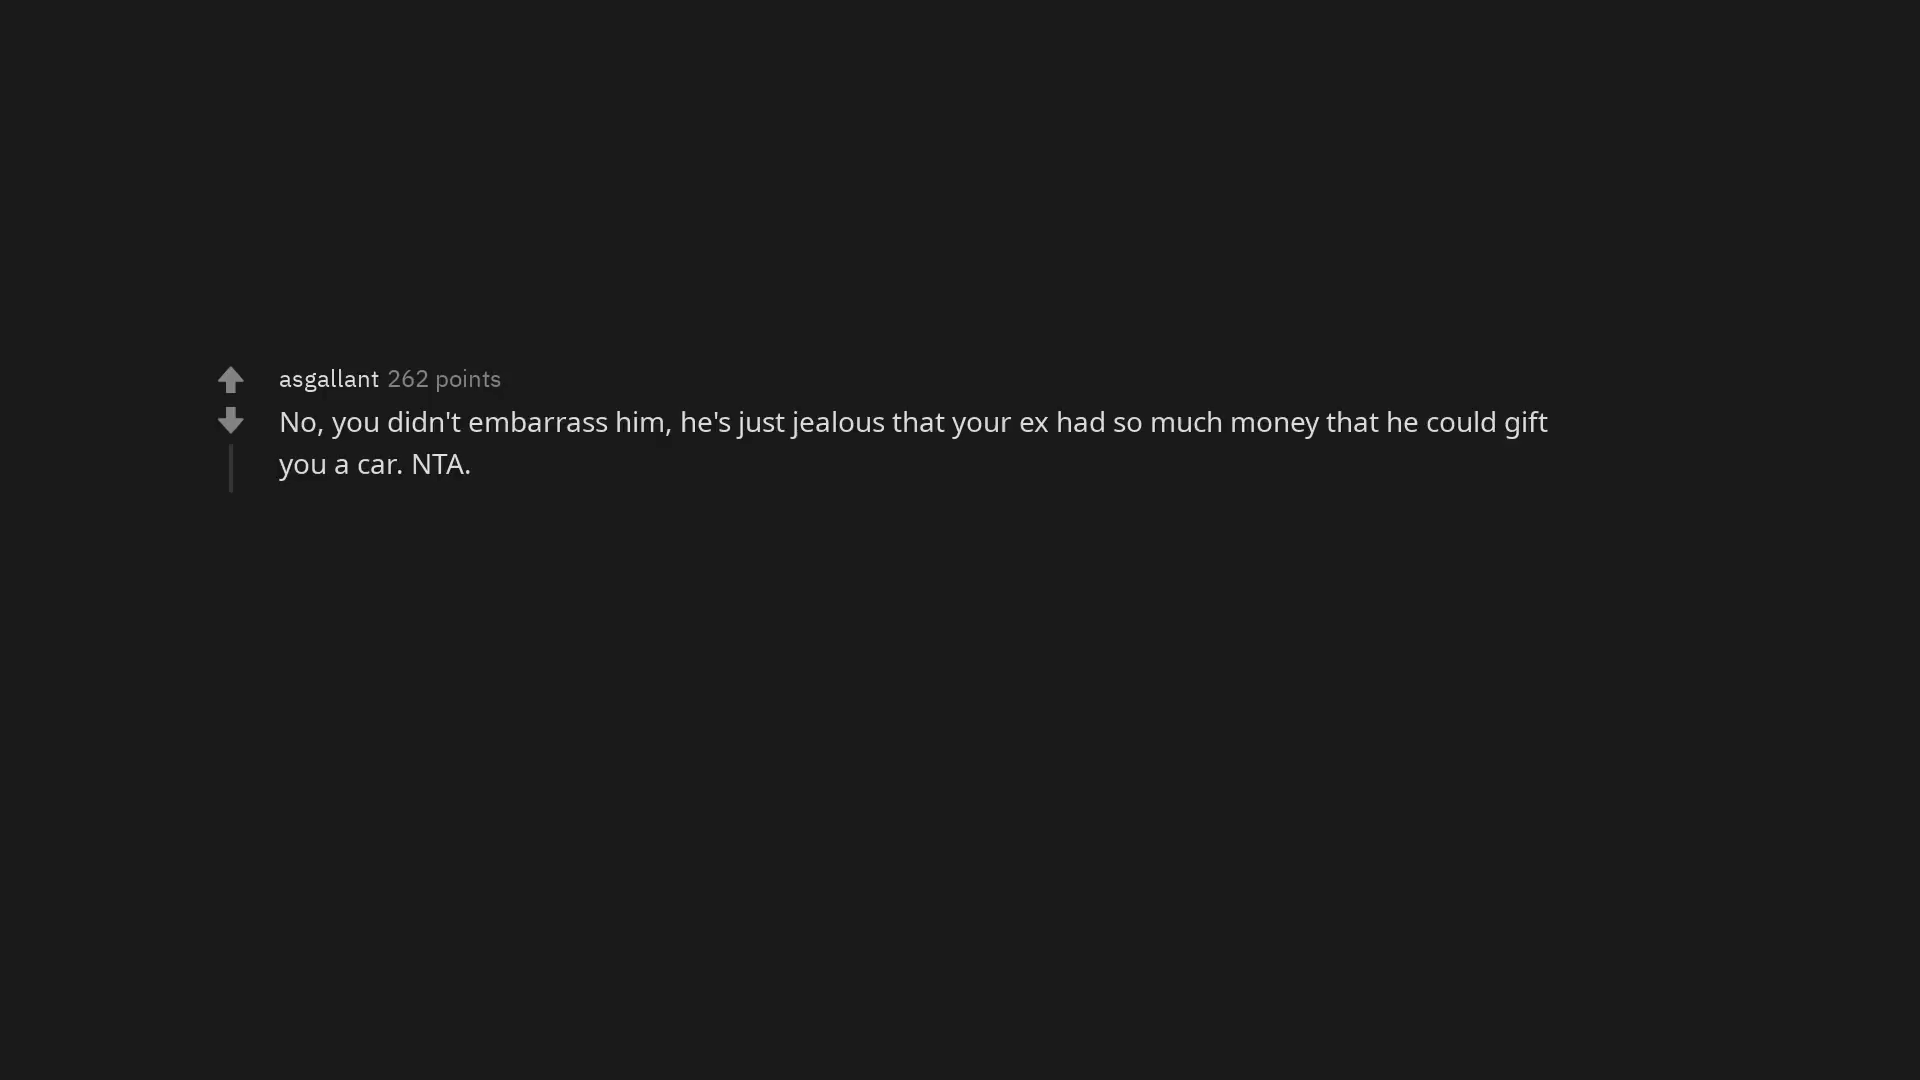 asgallant 262 points
No, you didn't embarrass him, he's just jealous that your ex had so much money that he could gift
you a car. NTA.